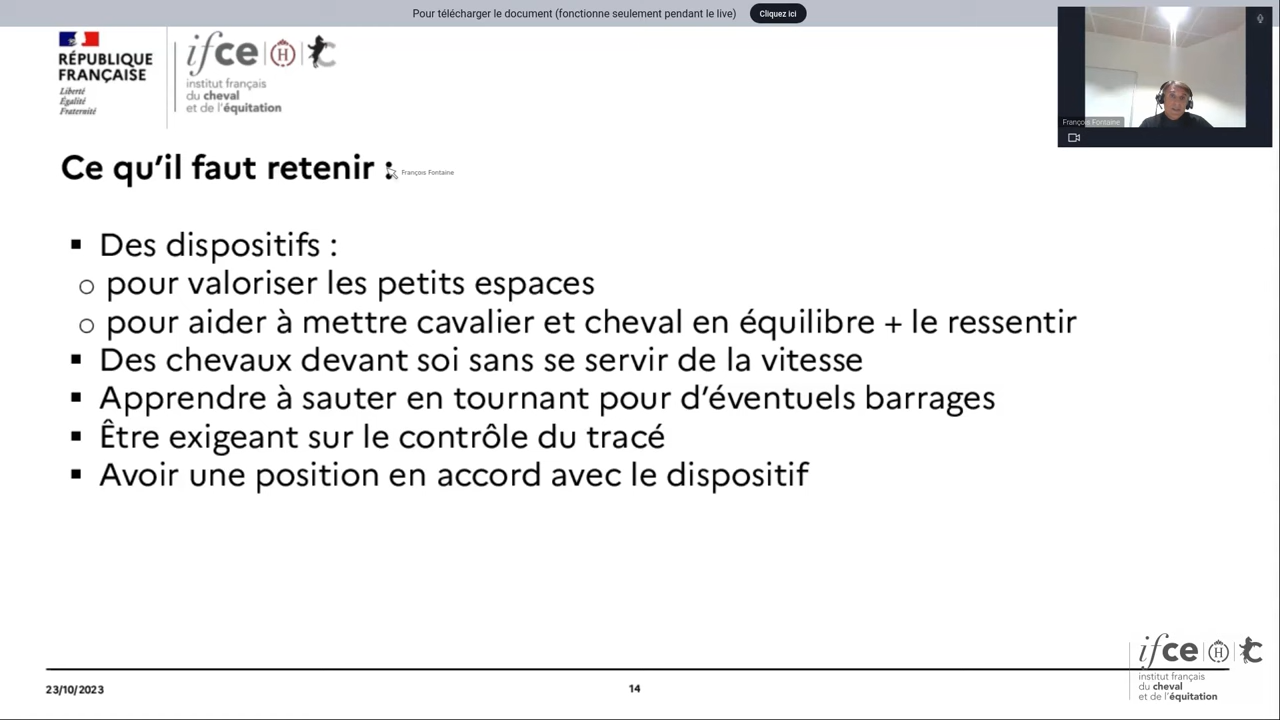 Pour télécharger le document (fonctionne seulement pendant le live)
Cliquez ici
RÉPUBLIQUE
FRANÇAISE
Liberté
Égalité
Fraternité
ifce
H
institut français
du cheval
et de l'équitation
François Fontaine
Ce qu'il faut retenir :
François Fontaine
▪ Des dispositifs :
o pour valoriser les petits espaces
o pour aider à mettre cavalier et cheval en équilibre + le ressentir
▪ Des chevaux devant soi sans se servir de la vitesse
▪ Apprendre à sauter en tournant pour d'éventuels barrages
▪ Être exigeant sur le contrôle du tracé
▪ Avoir une position en accord avec le dispositif
ifce
H
institut français
du cheval
et de l'équitation
23/10/2023
14